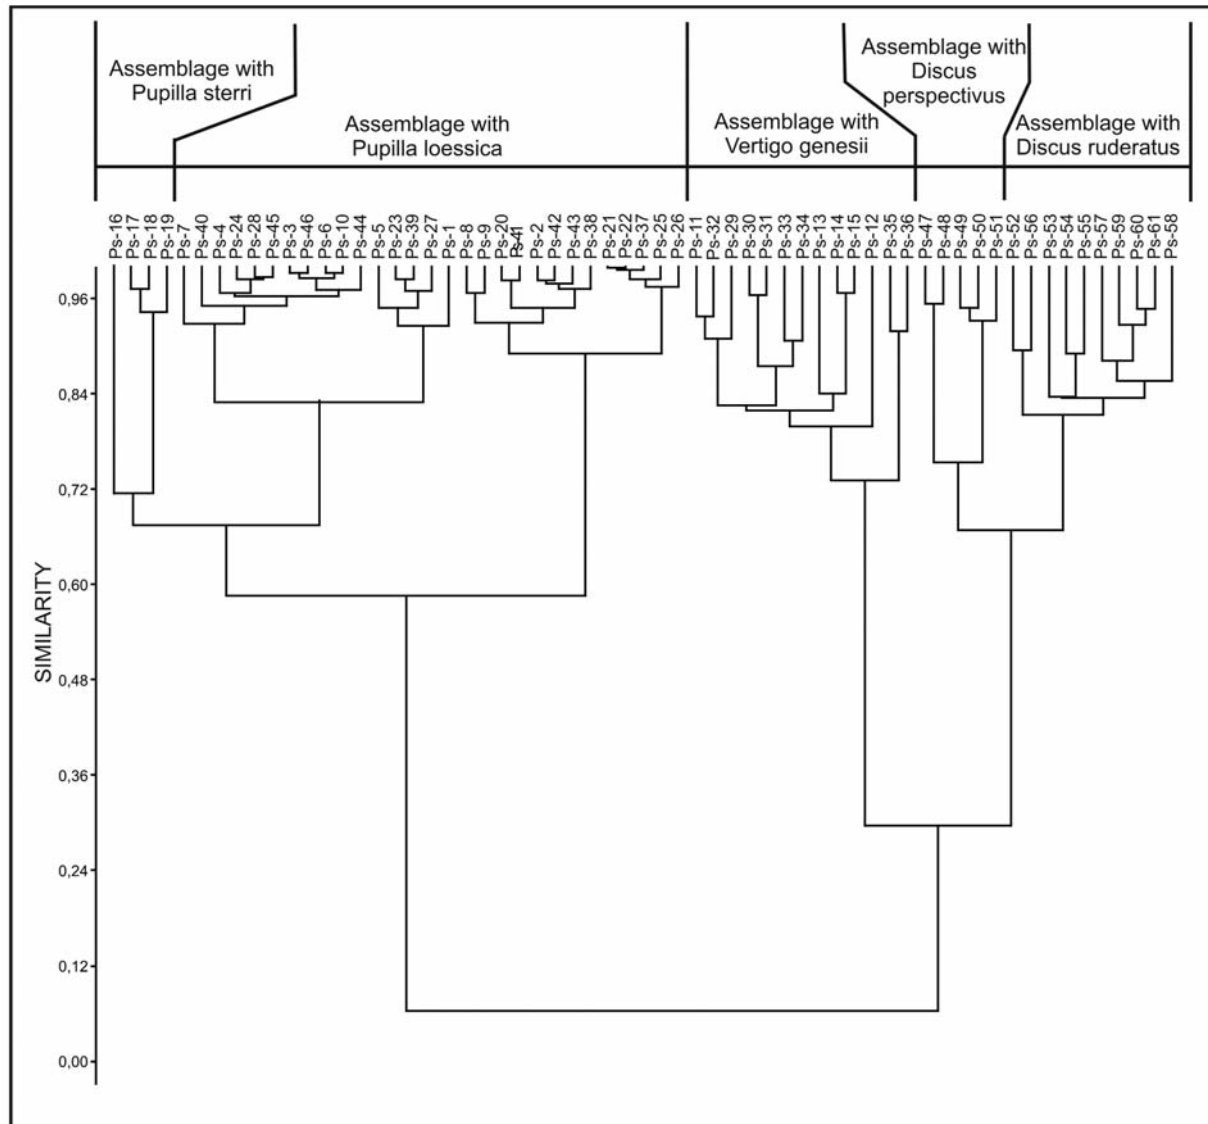 Assemblage with
Pupilla sterri
Assemblage with
Pupilla loessica
Assemblage with
Vertigo genesii
Assemblage with
Discus
perspectivus
Assemblage with
Discus ruderatus
Ps-16
Ps-17
Ps-18
Ps-19
Ps-7
Ps-40
Ps-4
Ps-24
Ps-28
Ps-45
Ps-3
Ps-46
Ps-6
Ps-10
Ps-44
Ps-5
Ps-23
Ps-39
Ps-27
Ps-1
Ps-8
Ps-9
Ps-20
Ps-41
Ps-2
Ps-42
Ps-43
Ps-38
Ps-21
Ps-22
Ps-37
Ps-25
Ps-26
Ps-11
Ps-32
Ps-29
Ps-30
Ps-31
Ps-33
Ps-34
Ps-13
Ps-14
Ps-15
Ps-12
Ps-35
Ps-36
Ps-47
Ps-48
Ps-49
Ps-50
Ps-51
Ps-52
Ps-56
Ps-53
Ps-54
Ps-55
Ps-57
Ps-59
Ps-60
Ps-61
Ps-58
0,96
0,84
0,72
0,60
0,48
0,36
0,24
0,12
0,00
SIMILARITY